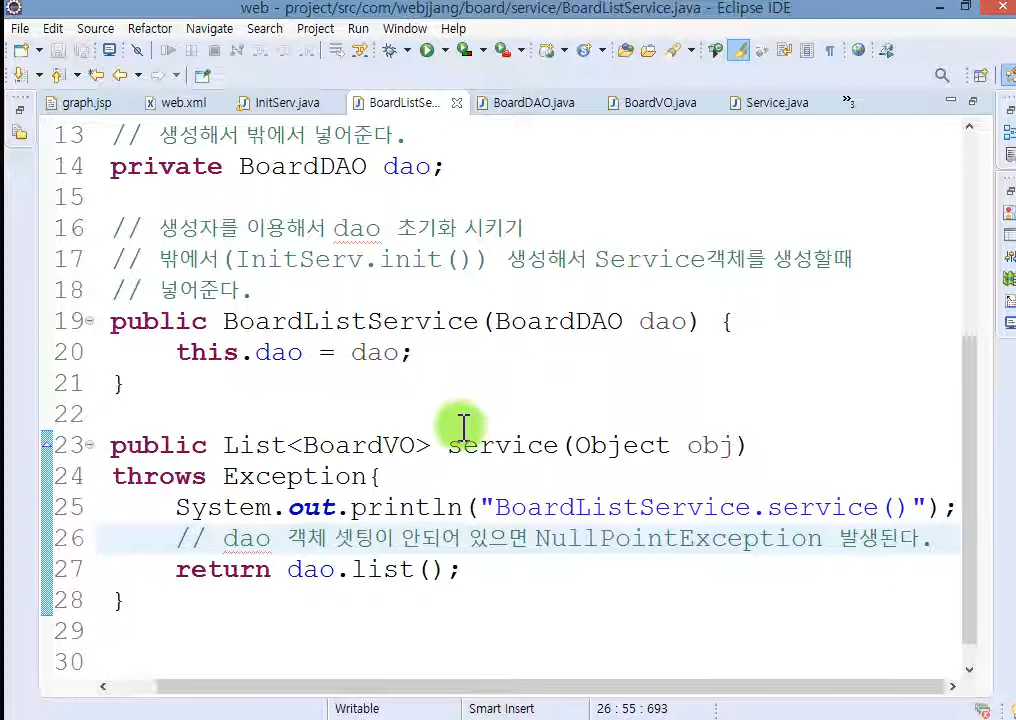 web - project/src/com/webjjang/board/service/BoardListService.java - Eclipse IDE
File Edit Source Refactor Navigate Search Project Run Window Help
graph.jsp web.xml InitServ.java BoardListSe... BoardDAO.java BoardVO.java Service.java »3
13 // 생성해서 밖에서 넣어준다.
14 private BoardDAO dao;
15
16 // 생성자를 이용해서 dao 초기화 시키기
17 // 밖에서(InitServ.init()) 생성해서 Service객체를 생성할때
18 // 넣어준다.
19 public BoardListService(BoardDAO dao) {
20 this.dao = dao;
21 }
22
23 public List<BoardVO> service(Object obj)
24 throws Exception{
25 System.out.println("BoardListService.service()");
26 // dao 객체 셋팅이 안되어 있으면 NullPointException 발생된다.
27 return dao.list();
28 }
29
30
Writable Smart Insert 26 : 55 : 693